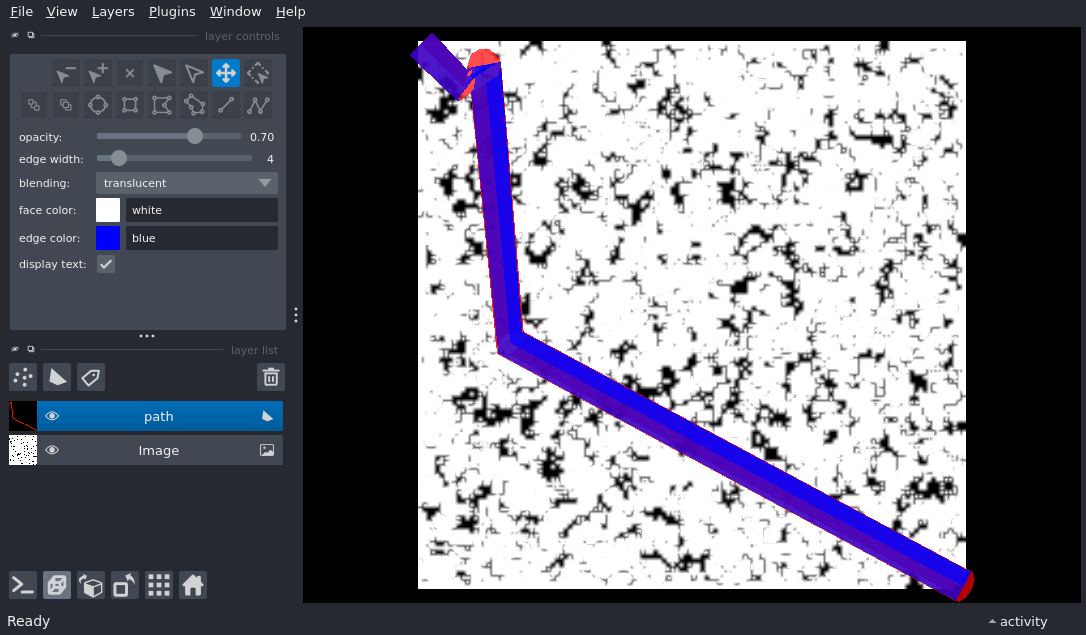 File View Layers Plugins Window Help
layer controls
opacity: 0.70
edge width: 4
blending: translucent
face color: white
edge color: blue
display text:
layer list
path
Image
Ready
activity